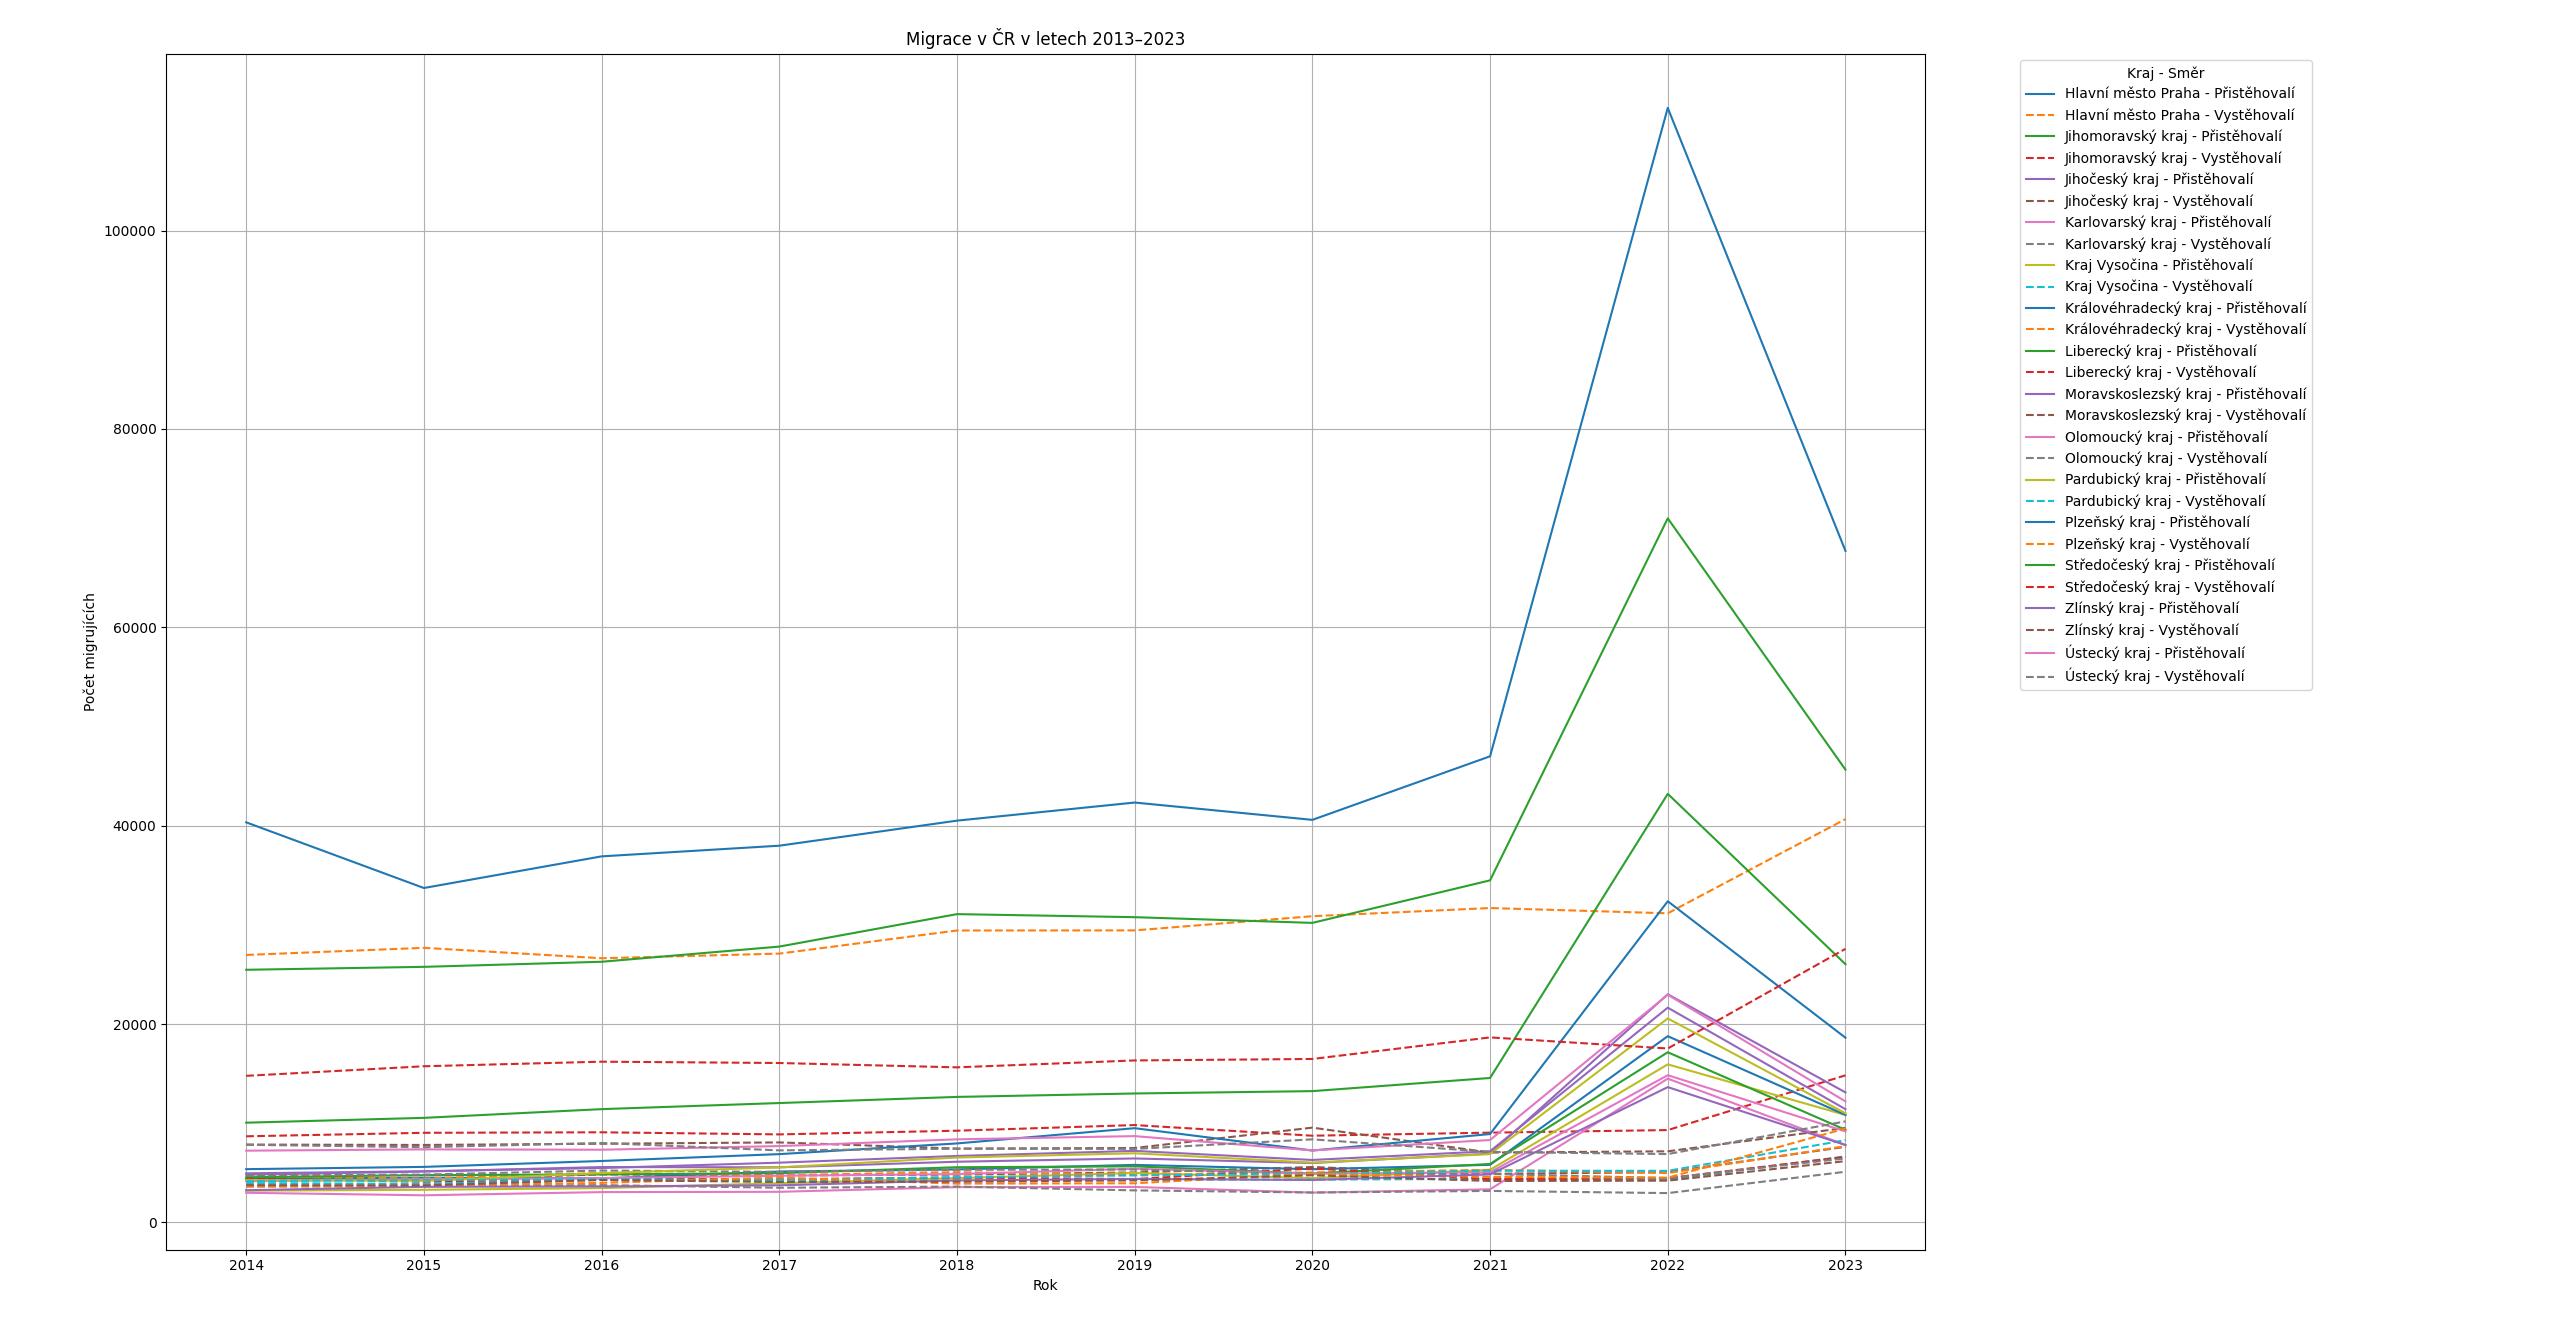 Migrace v ČR v letech 2013–2023
Počet migrujících
100000
80000
60000
40000
20000
0
2014 2015 2016 2017 2018 2019 2020 2021 2022 2023
Rok
Kraj - Směr
Hlavní město Praha - Přistěhovalí
Hlavní město Praha - Vystěhovalí
Jihomoravský kraj - Přistěhovalí
Jihomoravský kraj - Vystěhovalí
Jihočeský kraj - Přistěhovalí
Jihočeský kraj - Vystěhovalí
Karlovarský kraj - Přistěhovalí
Karlovarský kraj - Vystěhovalí
Kraj Vysočina - Přistěhovalí
Kraj Vysočina - Vystěhovalí
Královéhradecký kraj - Přistěhovalí
Královéhradecký kraj - Vystěhovalí
Liberecký kraj - Přistěhovalí
Liberecký kraj - Vystěhovalí
Moravskoslezský kraj - Přistěhovalí
Moravskoslezský kraj - Vystěhovalí
Olomoucký kraj - Přistěhovalí
Olomoucký kraj - Vystěhovalí
Pardubický kraj - Přistěhovalí
Pardubický kraj - Vystěhovalí
Plzeňský kraj - Přistěhovalí
Plzeňský kraj - Vystěhovalí
Středočeský kraj - Přistěhovalí
Středočeský kraj - Vystěhovalí
Zlínský kraj - Přistěhovalí
Zlínský kraj - Vystěhovalí
Ústecký kraj - Přistěhovalí
Ústecký kraj - Vystěhovalí